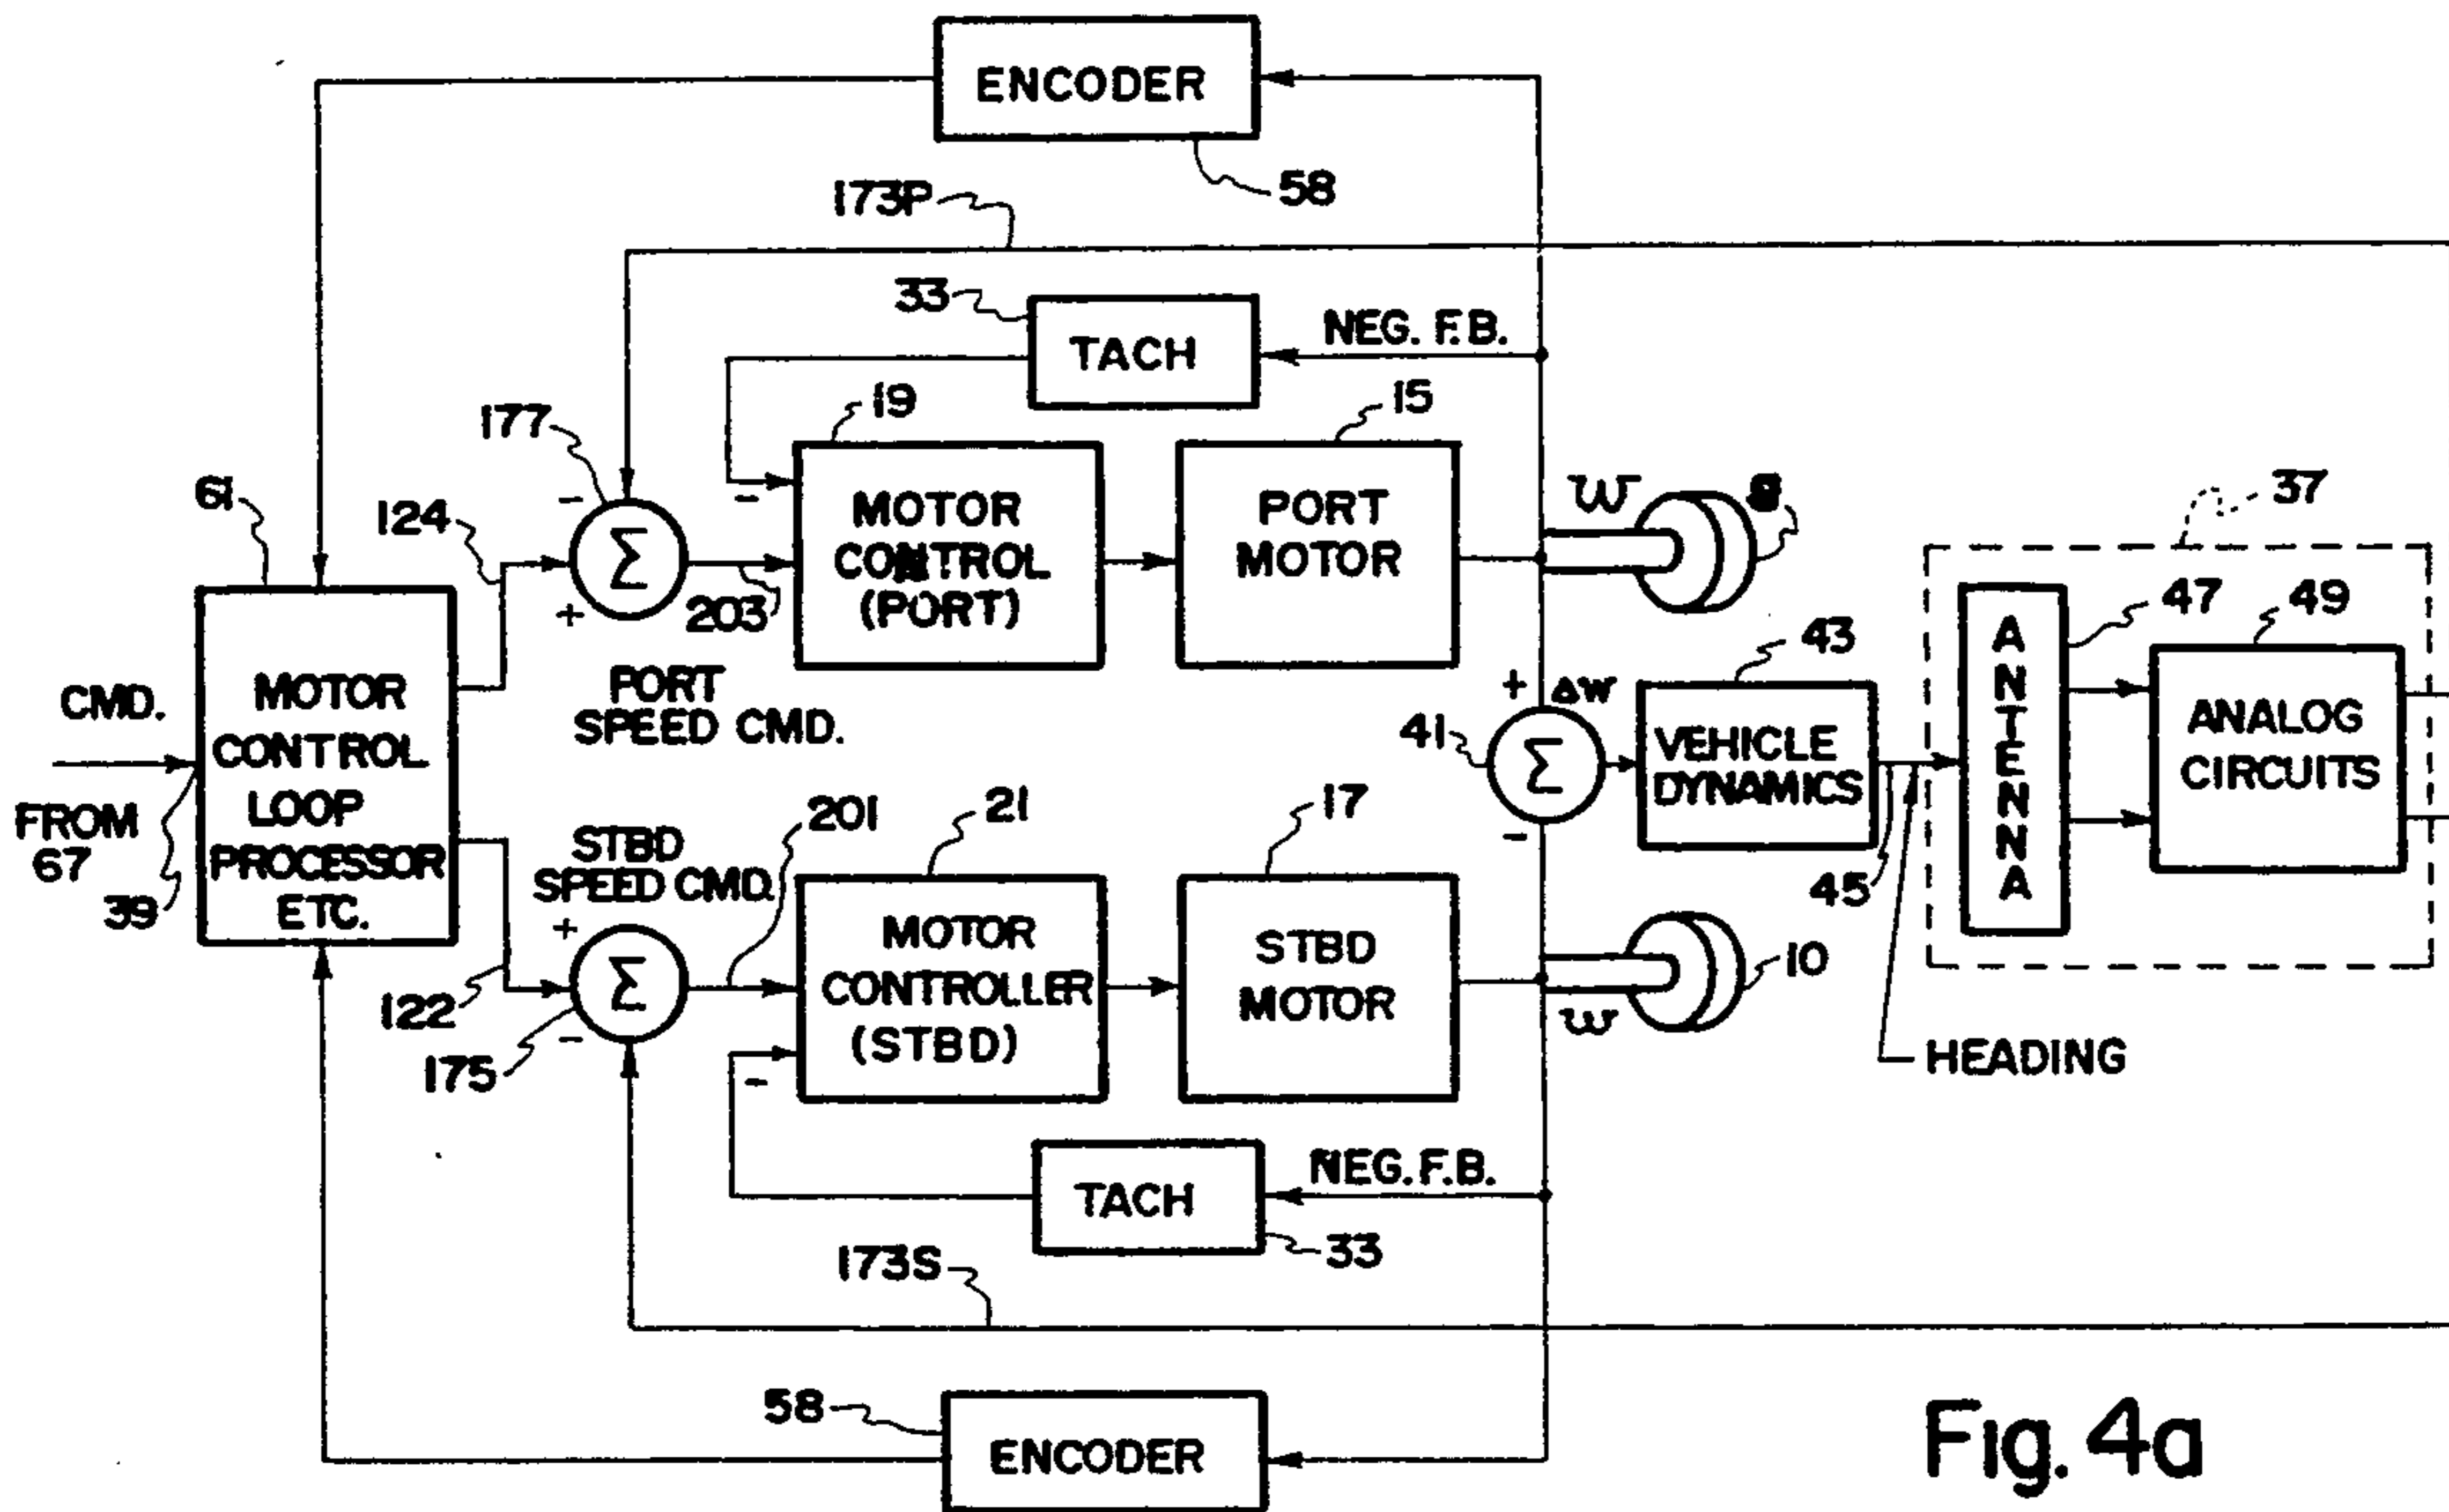 ENCODER
58
173P
33
TACH
NEG. F.B.
177
19
15
61
124
-
-
MOTOR
CONTROL
(PORT)
PORT
MOTOR
W
8
37
Σ
+
203
47
49
43
CMD.
MOTOR
CONTROL
LOOP
PROCESSOR
ETC.
PORT
SPEED CMD.
+ ΔW
41
Σ
-
VEHICLE
DYNAMICS
ANTENNA
ANALOG
CIRCUITS
FROM
67
39
STBD
SPEED CMD.
201
21
17
45
+
Σ
-
122
175
MOTOR
CONTROLLER
(STBD)
-
STBD
MOTOR
W
10
HEADING
TACH
NEG. F.B.
33
173S
58
ENCODER
Fig. 4a